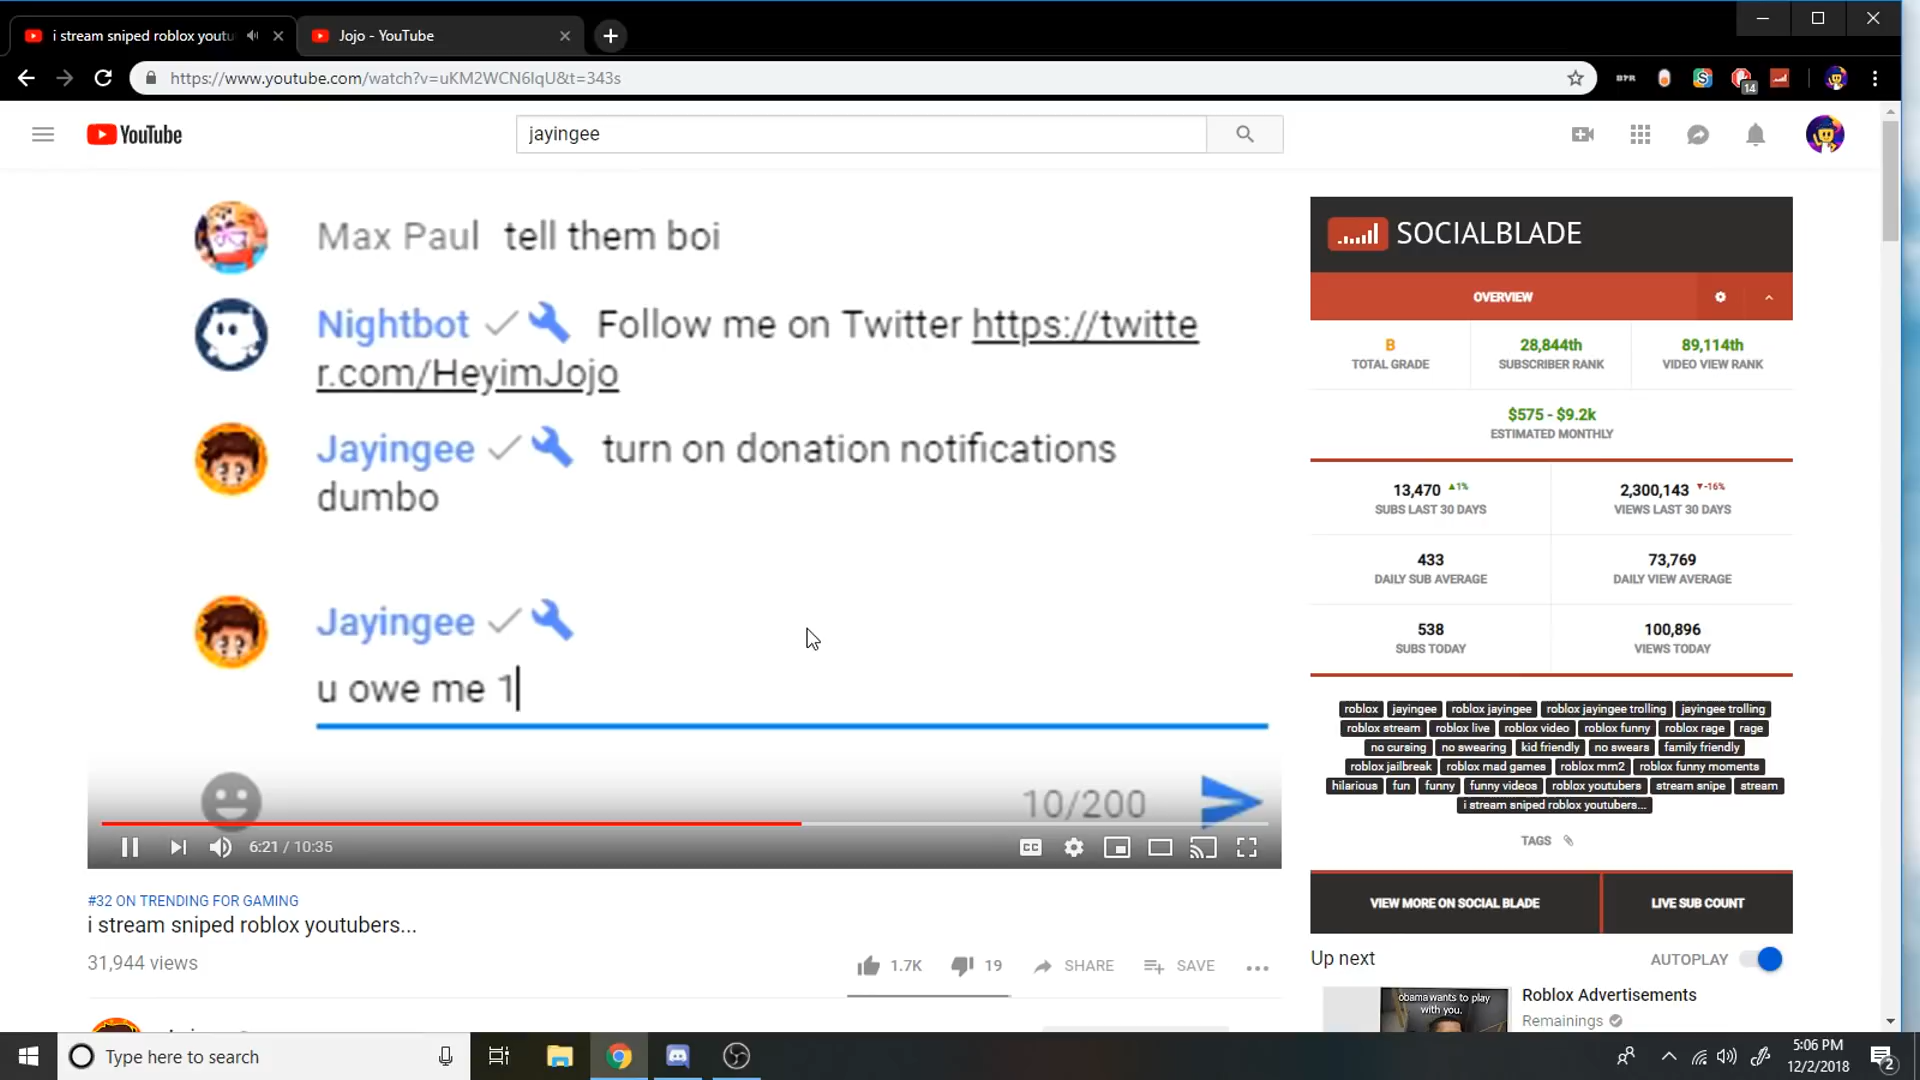 i stream sniped roblox youtu
Jojo - YouTube
https://www.youtube.com/watch?v=uKM2WCN6IqU&t=343s
14
YouTube
jayingee
Max Paul tell them boi
Nightbot Follow me on Twitter https://twitte
r.com/HeyimJojo
Jayingee turn on donation notifications
dumbo
Jayingee
u owe me 1
10/200
6:21 / 10:35
CC
#32 ON TRENDING FOR GAMING
i stream sniped roblox youtubers...
31,944 views
1.7K 19 SHARE SAVE
SOCIALBLADE
OVERVIEW
B 28,844th 89,114th
TOTAL GRADE SUBSCRIBER RANK VIDEO VIEW RANK
$575 - $9.2k
ESTIMATED MONTHLY
13,470 ▲1% 2,300,143 ▼-16%
SUBS LAST 30 DAYS VIEWS LAST 30 DAYS
433 73,769
DAILY SUB AVERAGE DAILY VIEW AVERAGE
538 100,896
SUBS TODAY VIEWS TODAY
roblox jayingee roblox jayingee roblox jayingee trolling jayingee trolling
roblox stream roblox live roblox video roblox funny roblox rage rage
no cursing no swearing kid friendly no swears family friendly
roblox jailbreak roblox mad games roblox mm2 roblox funny moments
hilarious fun funny funny videos roblox youtubers stream snipe stream
i stream sniped roblox youtubers...
TAGS
VIEW MORE ON SOCIAL BLADE LIVE SUB COUNT
Up next AUTOPLAY
obama wants to play
with you.
Roblox Advertisements
Remainings
Type here to search
5:06 PM
12/2/2018
2